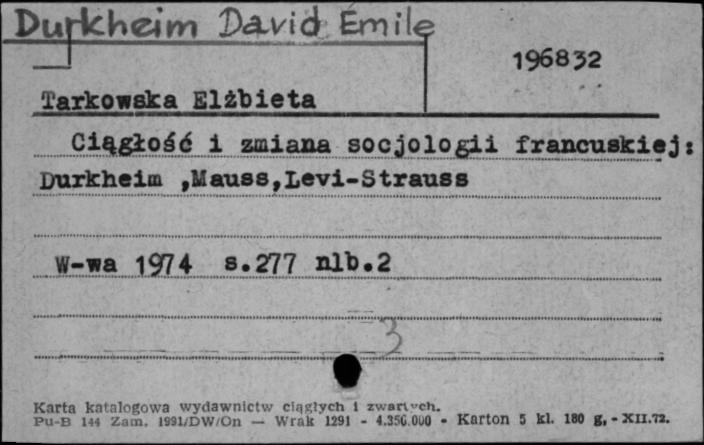 Durkheim David Émile
196832
Tarkowska Elżbieta
Ciągłość i zmiana socjologii francuskiej:
Durkheim ,Mauss,Levi-Strauss
W-wa 1974 s.277 nlb.2
3
Karta katalogowa wydawnictw ciągłych i zwartych.
Pu-B 144 Zam. 1991/DW/On — Wrak 1291 - 4.350.000 - Karton 5 kl. 180 g. - XII.72.